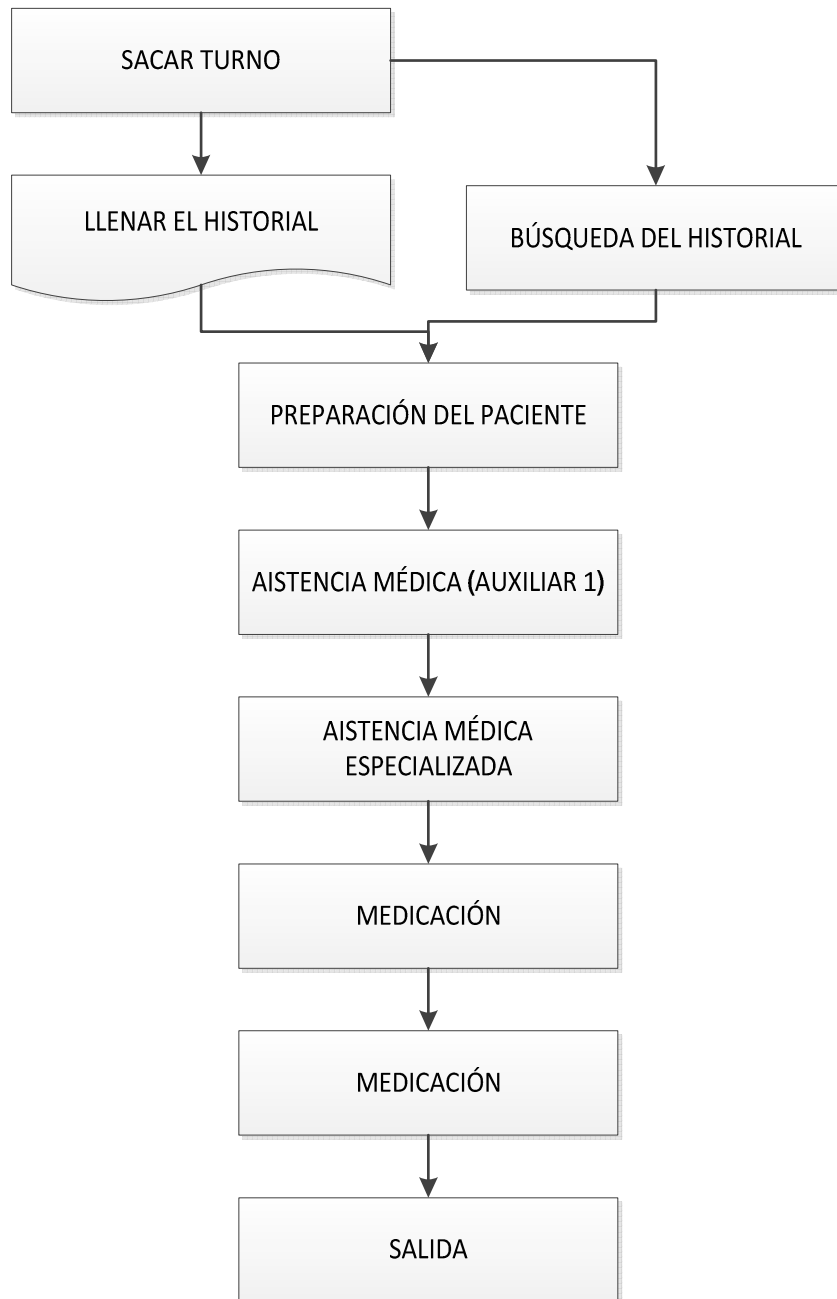 SACAR TURNO
LLENAR EL HISTORIAL
BÚSQUEDA DEL HISTORIAL
PREPARACIÓN DEL PACIENTE
AISTENCIA MÉDICA (AUXILIAR 1)
AISTENCIA MÉDICA
ESPECIALIZADA
MEDICACIÓN
MEDICACIÓN
SALIDA